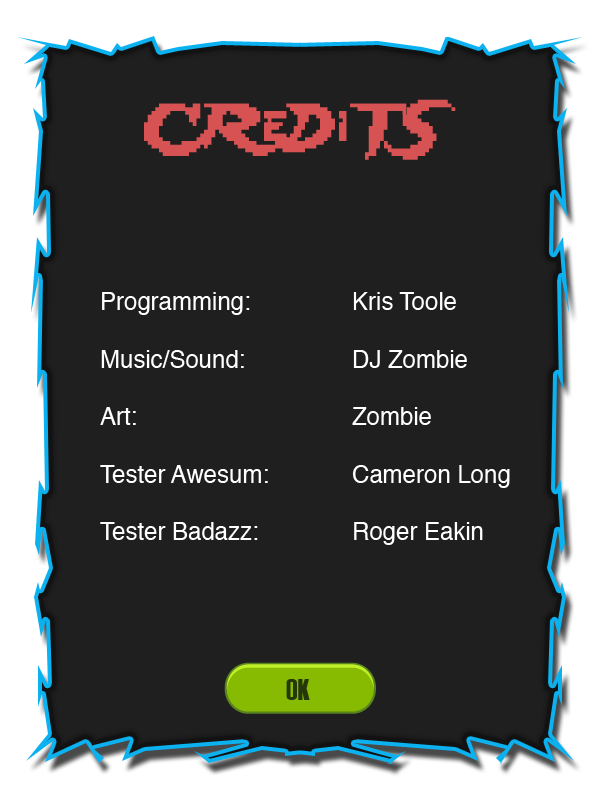 CREDiTS
Programming: Kris Toole
Music/Sound: DJ Zombie
Art: Zombie
Tester Awesum: Cameron Long
Tester Badazz: Roger Eakin
OK